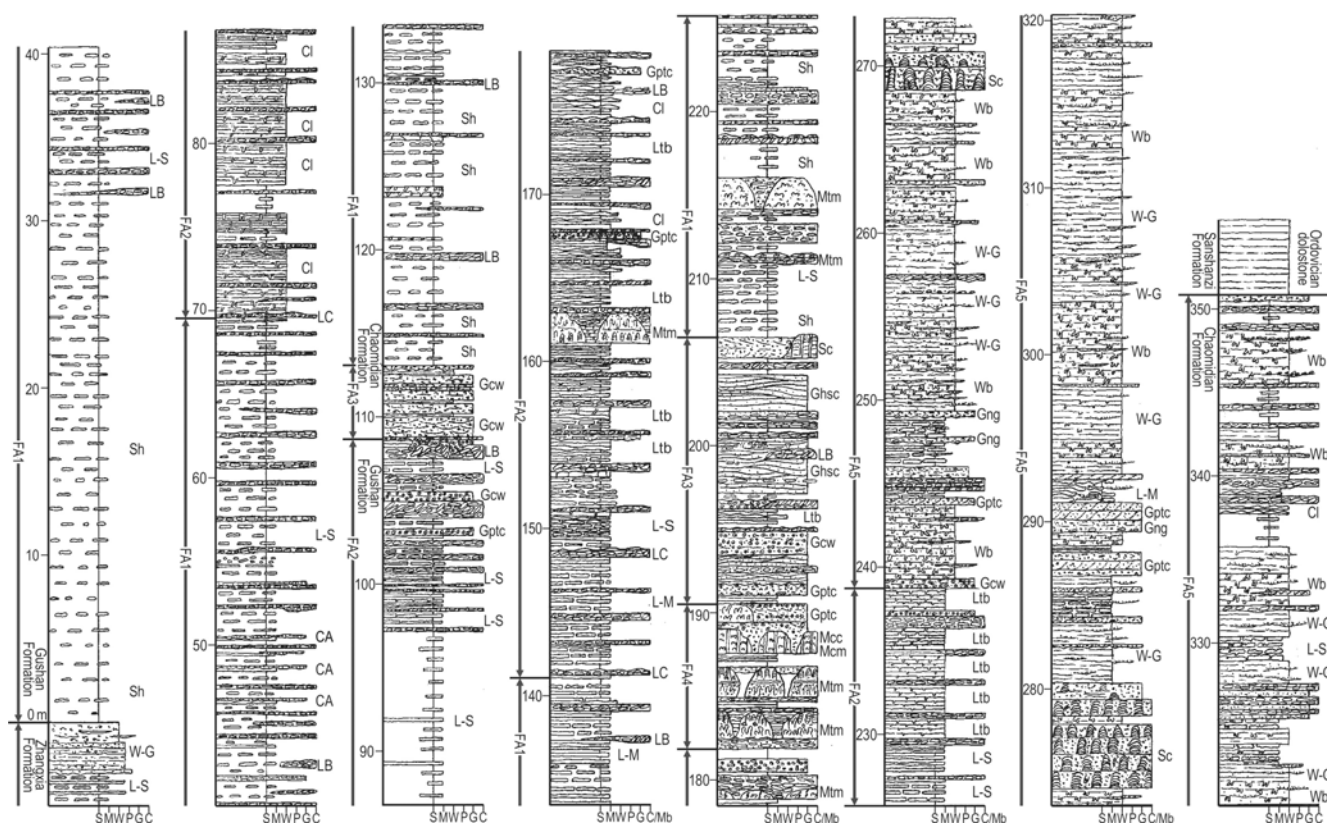 40
LB
L-S
LB
30
FA1
20
Sh
10
Gushan
Formation
Sh
0 m
Zhangxia
Formation
W-G
L-S
SMWPGC
Cl
80
Cl
Cl
FA2
Cl
70
LC
60
L-S
FA1
CA
50
CA
CA
LB
SMWPGC
130
LB
Sh
Sh
FA1
120
LB
Sh
Chaomidian
Formation
Sh
FA3
Gcw
110
Gcw
Gushan
Formation
LB
L-S
Gcw
Gptc
FA2
100
L-S
L-S
L-S
90
SMWPGC/Mb
Gptc
LB
Cl
Ltb
170
Cl
Gptc
Ltb
Mtm
160
FA2
Ltb
Ltb
150
L-S
LC
L-M
LC
140
FA1
LB
L-M
SMWPGC/Mb
220
Sh
FA1
Sh
Mtm
Mtm
210
L-S
Sh
Sc
Ghsc
200
LB
FA3
Ghsc
Ltb
Gcw
Gptc
190
Gptc
Mcc
Mcm
FA4
Mtm
Mtm
180
Mtm
SMWPGC/Mb
270
Sc
Wb
Wb
260
W-G
W-G
W-G
FA5
Wb
250
Gng
Gng
Gptc
Wb
240
Gcw
Ltb
Ltb
FA2
Ltb
Ltb
230
Ltb
L-S
L-S
SMWPGC/Mb
320
Wb
310
W-G
W-G
300
Wb
FA5
W-G
L-M
290
Gptc
Gng
Gptc
W-G
280
Sc
SMWPGC/Mb
Sanshanzi
Formation
Ordovician
dolostone
350
Chaomidian
Formation
Wb
Wb
340
Cl
FA5
Wb
W-G
330
L-S
W-G
W-G
Wb
SMWPGC